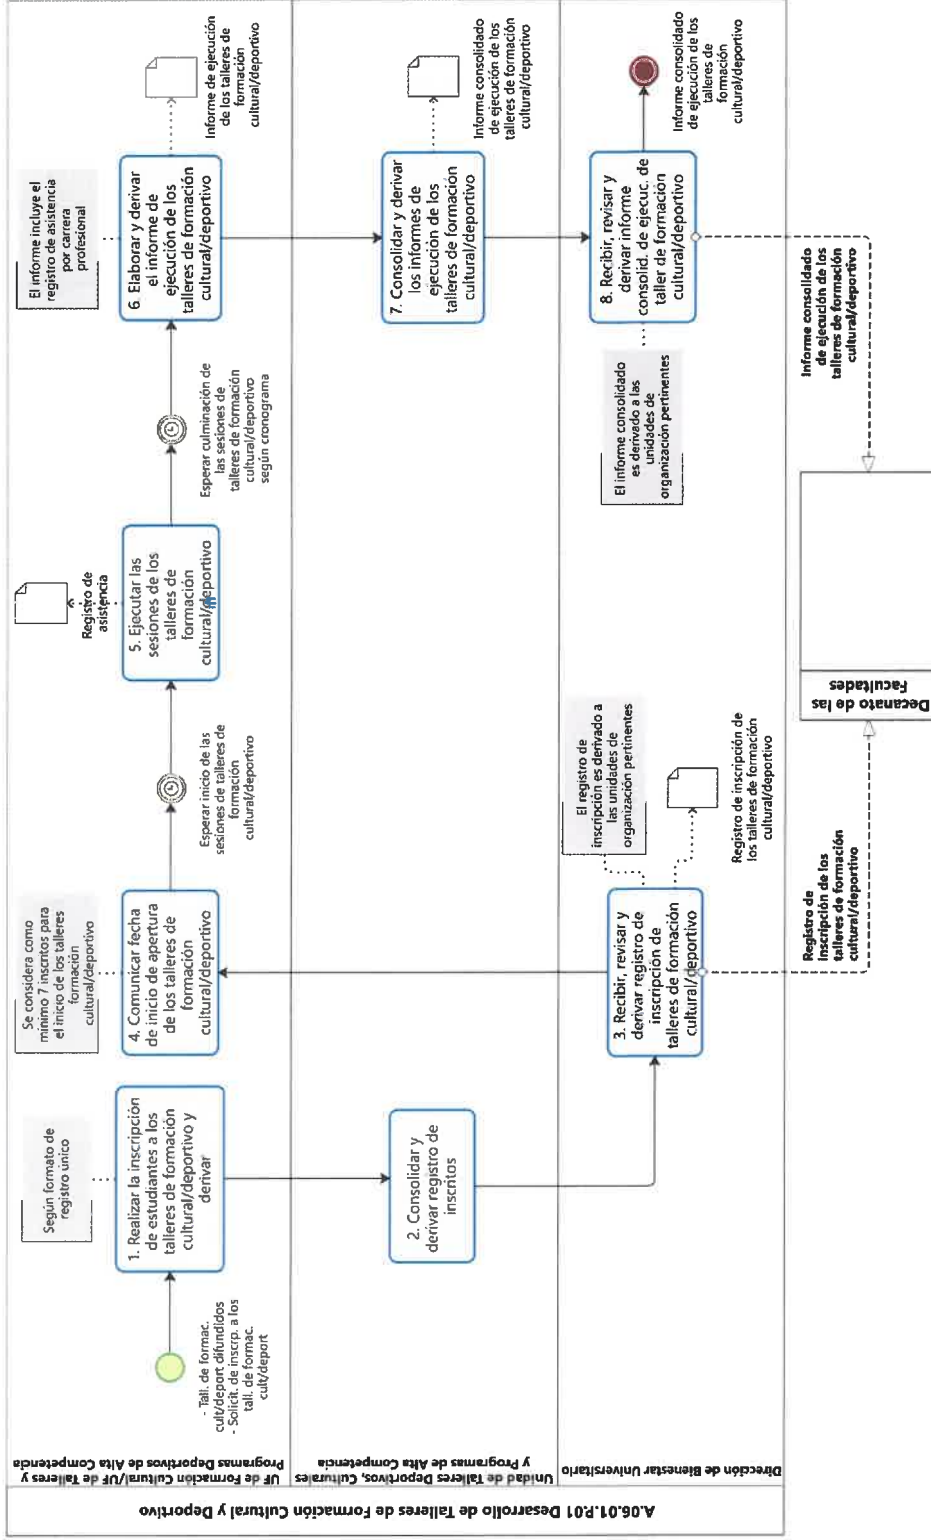 A.06.01.P.01 Desarrollo de Talleres de Formación Cultural y Deportivo
UF de Formación Cultural/UF de Talleres y
Programas Deportivos de Alta Competencia
- Tall. de formac.
cult/deport difundidos
- Solicit. de inscrp. a los
tall. de formac.
cult/deport
Según formato de
registro único
1. Realizar la inscripción
de estudiantes a los
talleres de formación
cultural/deportivo y
derivar
Se considera como
mínimo 7 inscritos para
el inicio de los talleres
formación
cultural/deportivo
4. Comunicar fecha
de inicio de apertura
de los talleres de
formación
cultural/deportivo
Esperar inicio de las
sesiones de talleres de
formación
cultural/deportivo
Registro de
asistencia
5. Ejecutar las
sesiones de los
talleres de
formación
cultural/deportivo
Esperar culminación de
las sesiones de
talleres de formación
cultural/deportivo
según cronograma
El informe incluye el
registro de asistencia
por carrera
profesional
6. Elaborar y derivar
el informe de
ejecución de los
talleres de formación
cultural/deportivo
Informe de ejecución
de los talleres de
formación
cultural/deportivo
Unidad de Talleres Deportivos, Culturales
y Programas de Alta Competencia
2. Consolidar y
derivar registro de
inscritos
7. Consolidar y derivar
los informes de
ejecución de los
talleres de formación
cultural/deportivo
Informe consolidado
de ejecución de los
talleres de formación
cultural/deportivo
Dirección de Bienestar Universitario
3. Recibir, revisar y
derivar registro de
inscripción de
talleres de formación
cultural/deportivo
El registro de
inscripción es derivado a
las unidades de
organización pertinentes
Registro de inscripción de
los talleres de formación
cultural/deportivo
El informe consolidado
es derivado a las
unidades de
organización pertinentes
8. Recibir, revisar y
derivar informe
consolid. de ejecuc. de
taller de formación
cultural/deportivo
Informe consolidado
de ejecución de los
talleres de
formación
cultural/deportivo
Registro de
inscripción de los
talleres de formación
cultural/deportivo
Decanato de las
Facultades
Informe consolidado
de ejecución de los
talleres de formación
cultural/deportivo